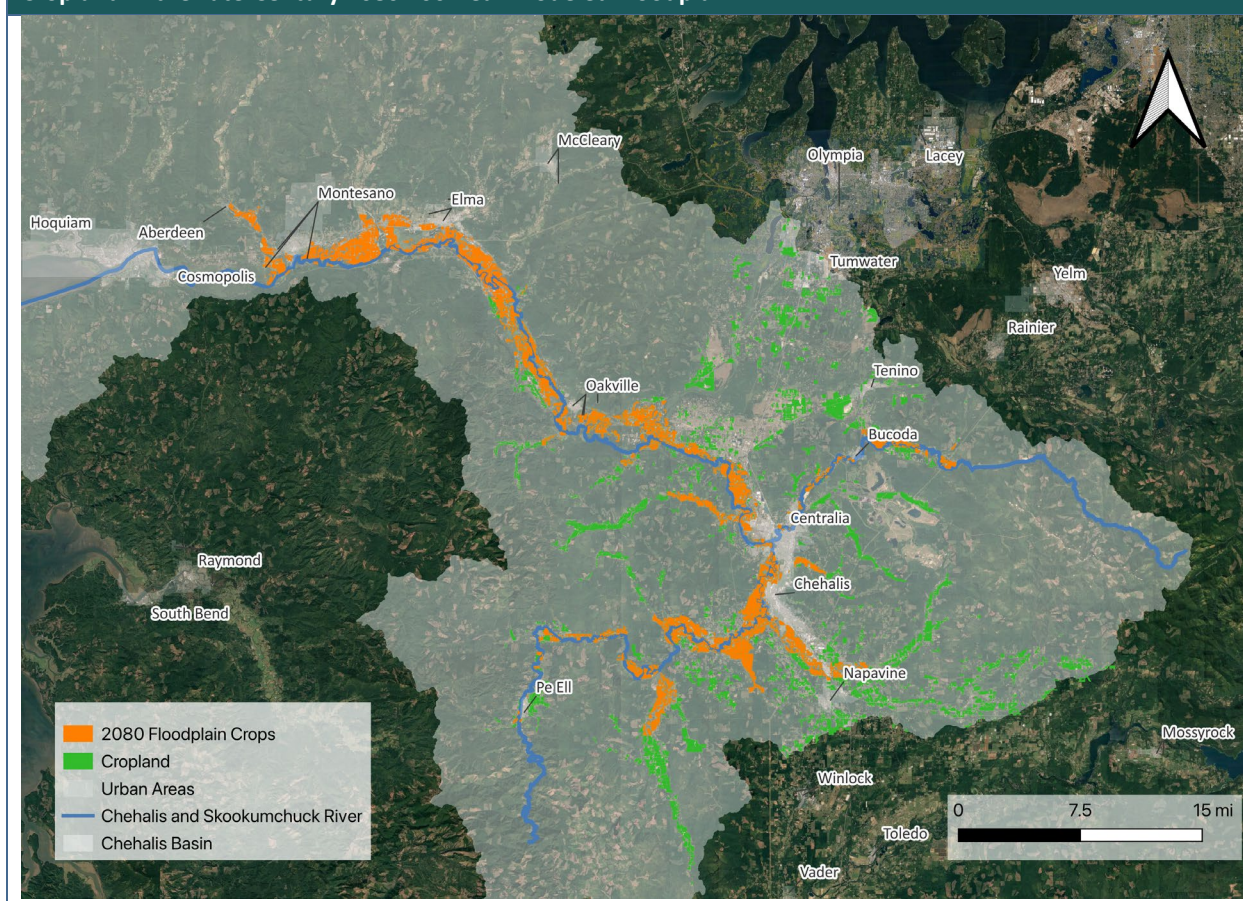 McCleary
Olympia
Lacey
Montesano
Elma
Hoquiam
Aberdeen
Cosmopolis
Tumwater
Yelm
Rainier
Tenino
Oakville
Bucoda
Centralia
Raymond
Chehalis
South Bend
Napavine
Pe Ell
Mossyrock
Winlock
Toledo
Vader
2080 Floodplain Crops
Cropland
Urban Areas
Chehalis and Skookumchuck River
Chehalis Basin
0 7.5 15 mi